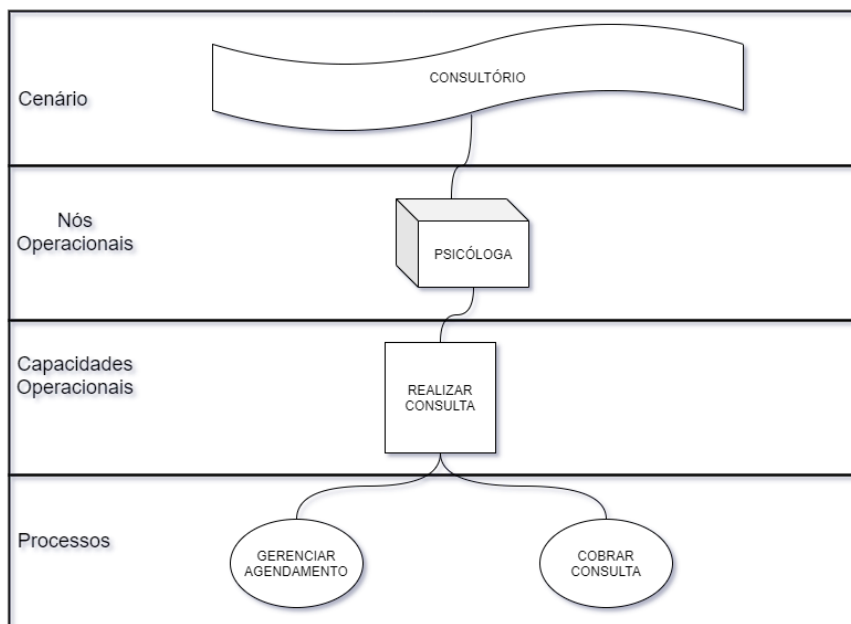 Cenário
CONSULTÓRIO
Nós
Operacionais
PSICÓLOGA
Capacidades
Operacionais
REALIZAR
CONSULTA
Processos
GERENCIAR
AGENDAMENTO
COBRAR
CONSULTA